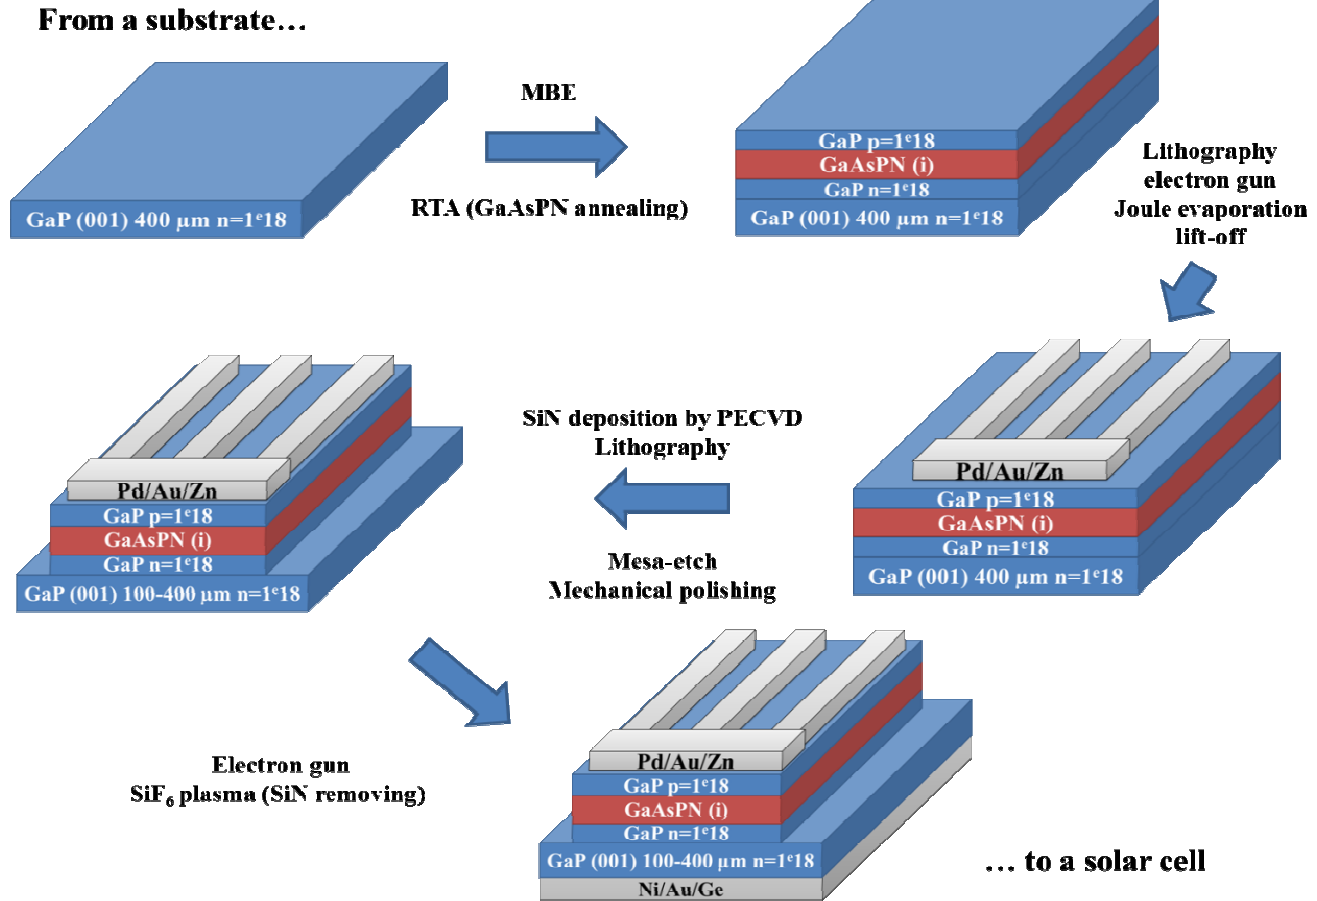 From a substrate…
GaP (001) 400 µm n=1ᵉ18
MBE
RTA (GaAsPN annealing)
GaP p=1ᵉ18
GaAsPN (i)
GaP n=1ᵉ18
GaP (001) 400 µm n=1ᵉ18
Lithography
electron gun
Joule evaporation
lift-off
Pd/Au/Zn
GaP p=1ᵉ18
GaAsPN (i)
GaP n=1ᵉ18
GaP (001) 400 µm n=1ᵉ18
SiN deposition by PECVD
Lithography
Mesa-etch
Mechanical polishing
Pd/Au/Zn
GaP p=1ᵉ18
GaAsPN (i)
GaP n=1ᵉ18
GaP (001) 100-400 µm n=1ᵉ18
Electron gun
SiF₆ plasma (SiN removing)
Pd/Au/Zn
GaP p=1ᵉ18
GaAsPN (i)
GaP n=1ᵉ18
GaP (001) 100-400 µm n=1ᵉ18
Ni/Au/Ge
… to a solar cell